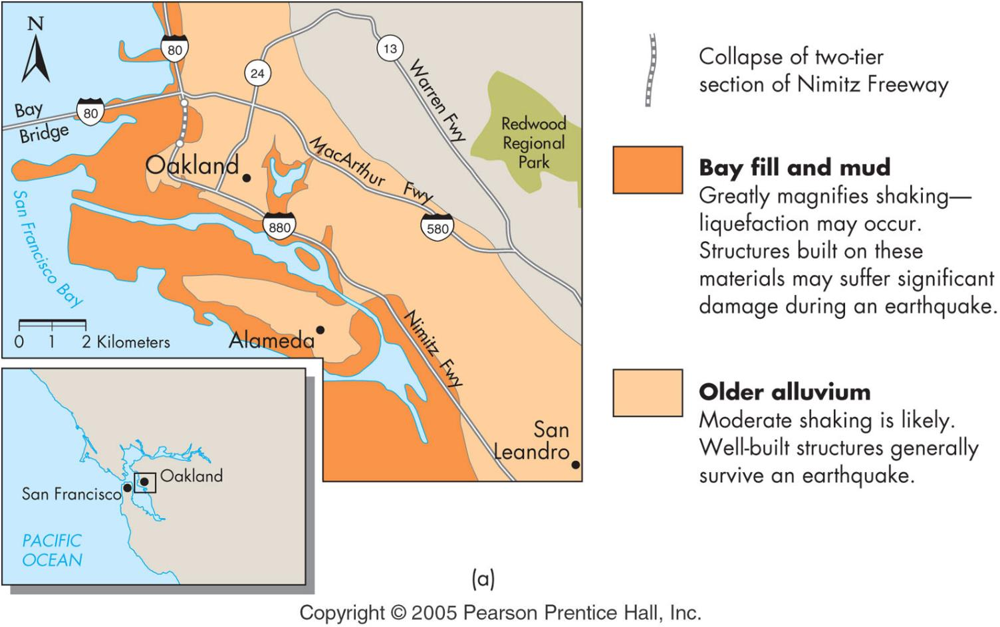 N
80
13
24
Collapse of two-tier
section of Nimitz Freeway
Bay
Bridge
80
Warren Fwy
Redwood
Regional
Park
Oakland
MacArthur Fwy
Bay fill and mud
Greatly magnifies shaking—
liquefaction may occur.
Structures built on these
materials may suffer significant
damage during an earthquake.
San Francisco Bay
880
580
0 1 2 Kilometers
Alameda
Nimitz Fwy
Older alluvium
Moderate shaking is likely.
Well-built structures generally
survive an earthquake.
San
Leandro
Oakland
San Francisco
PACIFIC
OCEAN
(a)
Copyright © 2005 Pearson Prentice Hall, Inc.